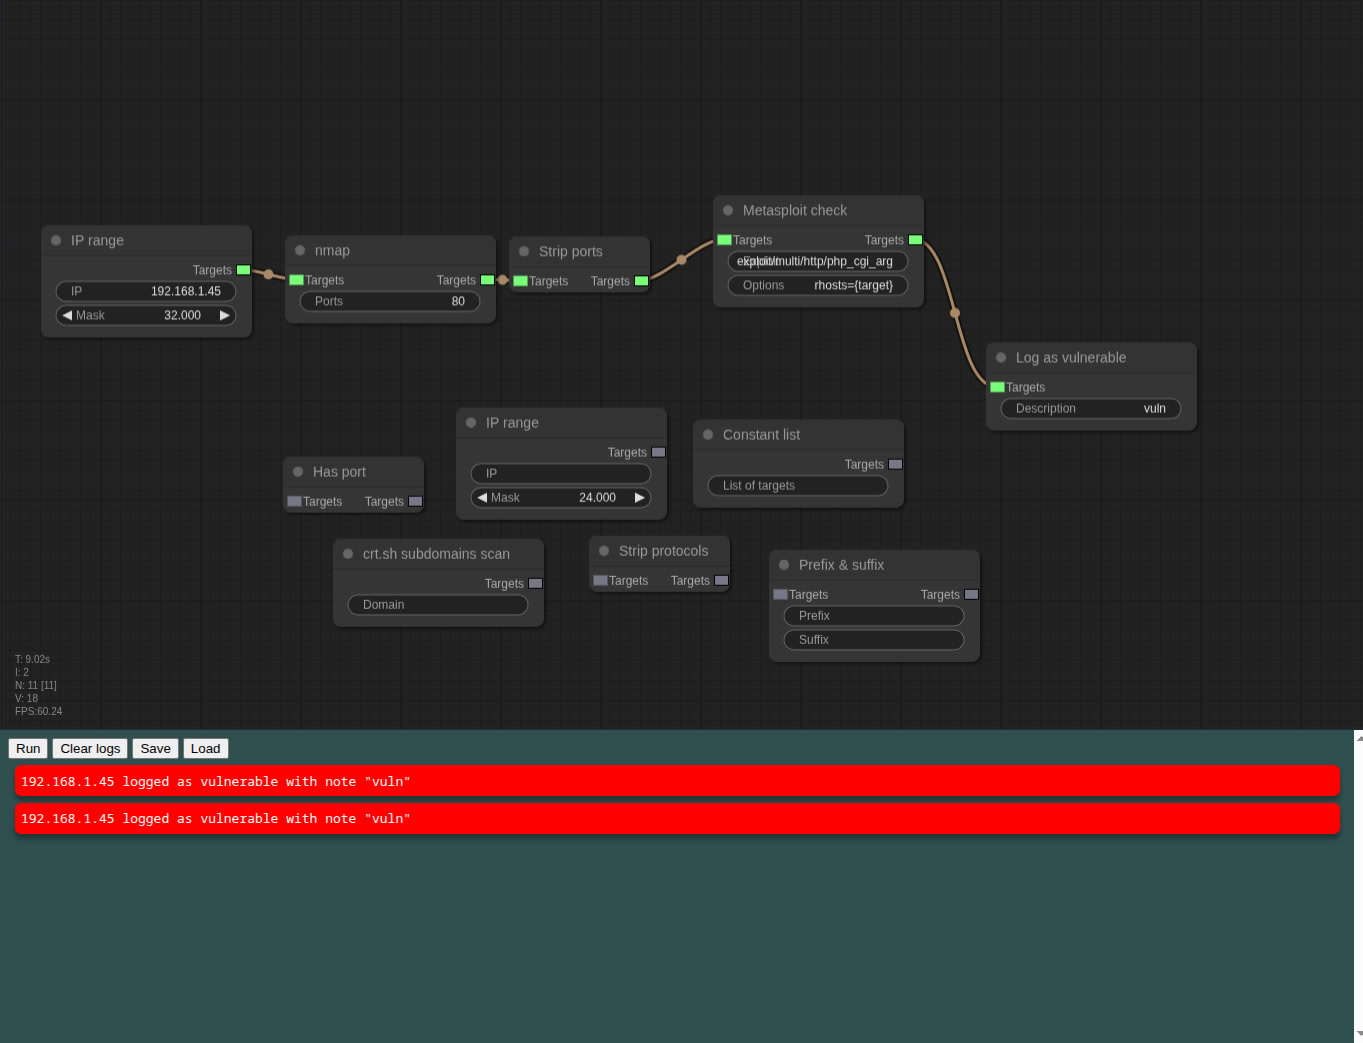 IP range
Targets
IP 192.168.1.45
Mask 32.000
nmap
Targets Targets
Ports 80
Strip ports
Targets Targets
Metasploit check
Targets Targets
exploit/multi/http/php_cgi_arg
Options rhosts={target}
Log as vulnerable
Targets
Description vuln
Has port
Targets Targets
IP range
Targets
IP
Mask 24.000
Constant list
Targets
List of targets
crt.sh subdomains scan
Targets
Domain
Strip protocols
Targets Targets
Prefix & suffix
Targets Targets
Prefix
Suffix
T: 9.02s
I: 2
N: 11 [11]
V: 18
FPS:60.24
Run Clear logs Save Load
192.168.1.45 logged as vulnerable with note "vuln"
192.168.1.45 logged as vulnerable with note "vuln"